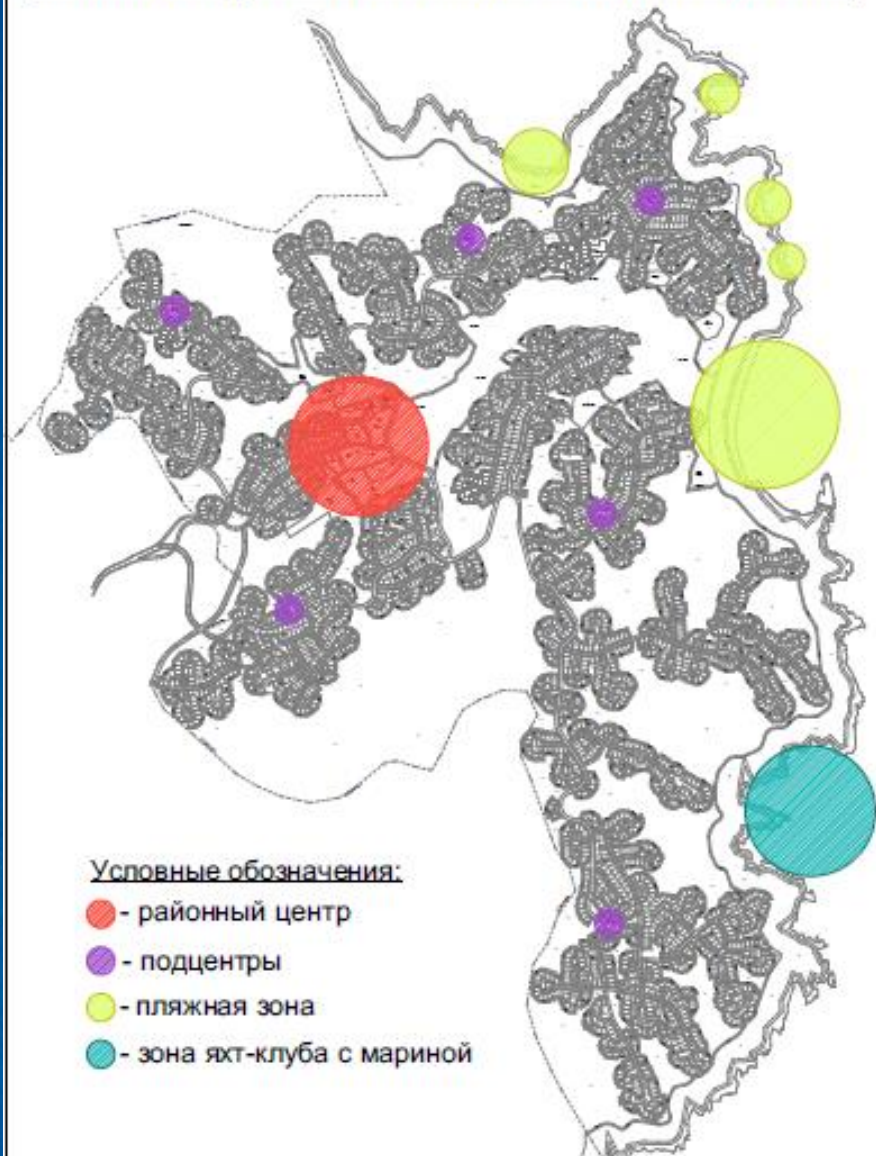 Условные обозначения:
- районный центр
- подцентры
- пляжная зона
- зона яхт-клуба с мариной